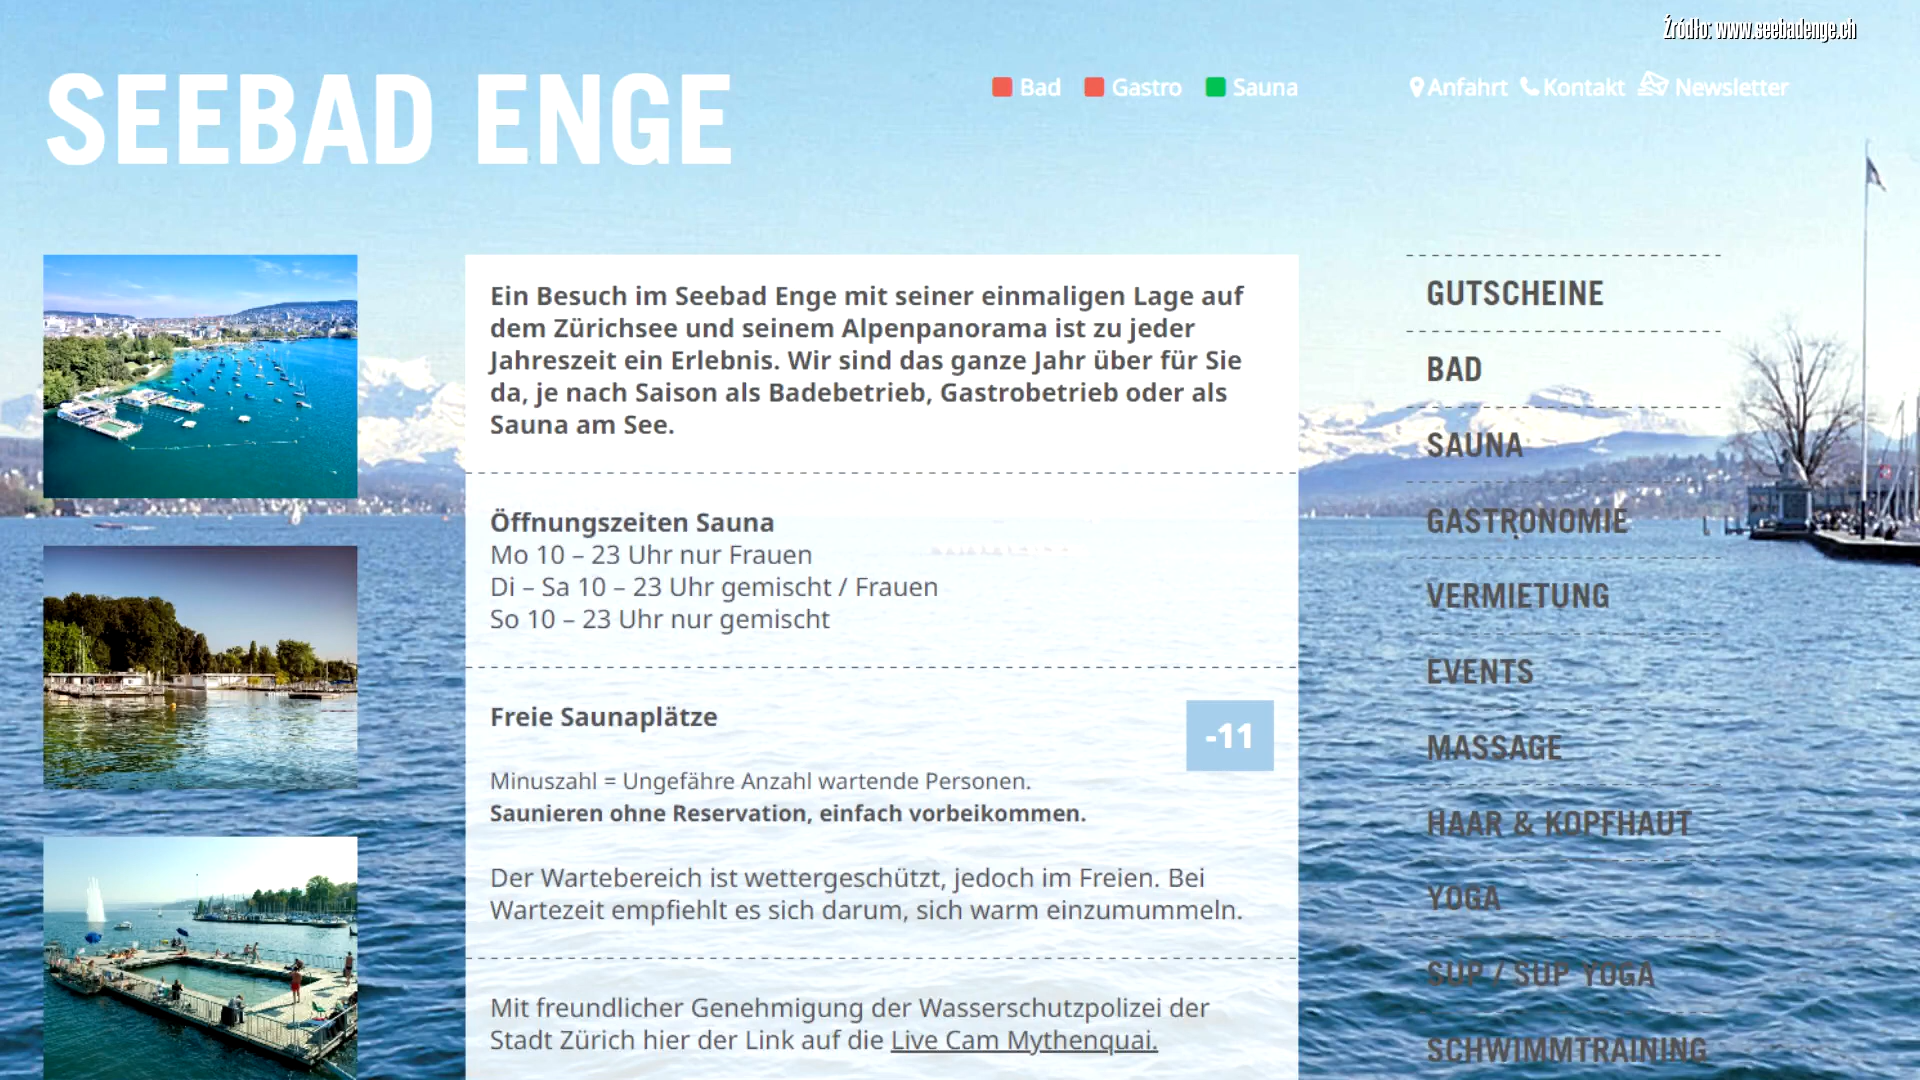 Źródło: www.seebadenge.ch
SEEBAD ENGE
Bad Gastro Sauna
Anfahrt Kontakt Newsletter
Ein Besuch im Seebad Enge mit seiner einmaligen Lage auf
dem Zürichsee und seinem Alpenpanorama ist zu jeder
Jahreszeit ein Erlebnis. Wir sind das ganze Jahr über für Sie
da, je nach Saison als Badebetrieb, Gastrobetrieb oder als
Sauna am See.
Öffnungszeiten Sauna
Mo 10 – 23 Uhr nur Frauen
Di – Sa 10 – 23 Uhr gemischt / Frauen
So 10 – 23 Uhr nur gemischt
Freie Saunaplätze
-11
Minuszahl = Ungefähre Anzahl wartende Personen.
Saunieren ohne Reservation, einfach vorbeikommen.
Der Wartebereich ist wettergeschützt, jedoch im Freien. Bei
Wartezeit empfiehlt es sich darum, sich warm einzumummeln.
Mit freundlicher Genehmigung der Wasserschutzpolizei der
Stadt Zürich hier der Link auf die Live Cam Mythenquai.
GUTSCHEINE
BAD
SAUNA
GASTRONOMIE
VERMIETUNG
EVENTS
MASSAGE
HAAR & KOPFHAUT
YOGA
SUP / SUP YOGA
SCHWIMMTRAINING